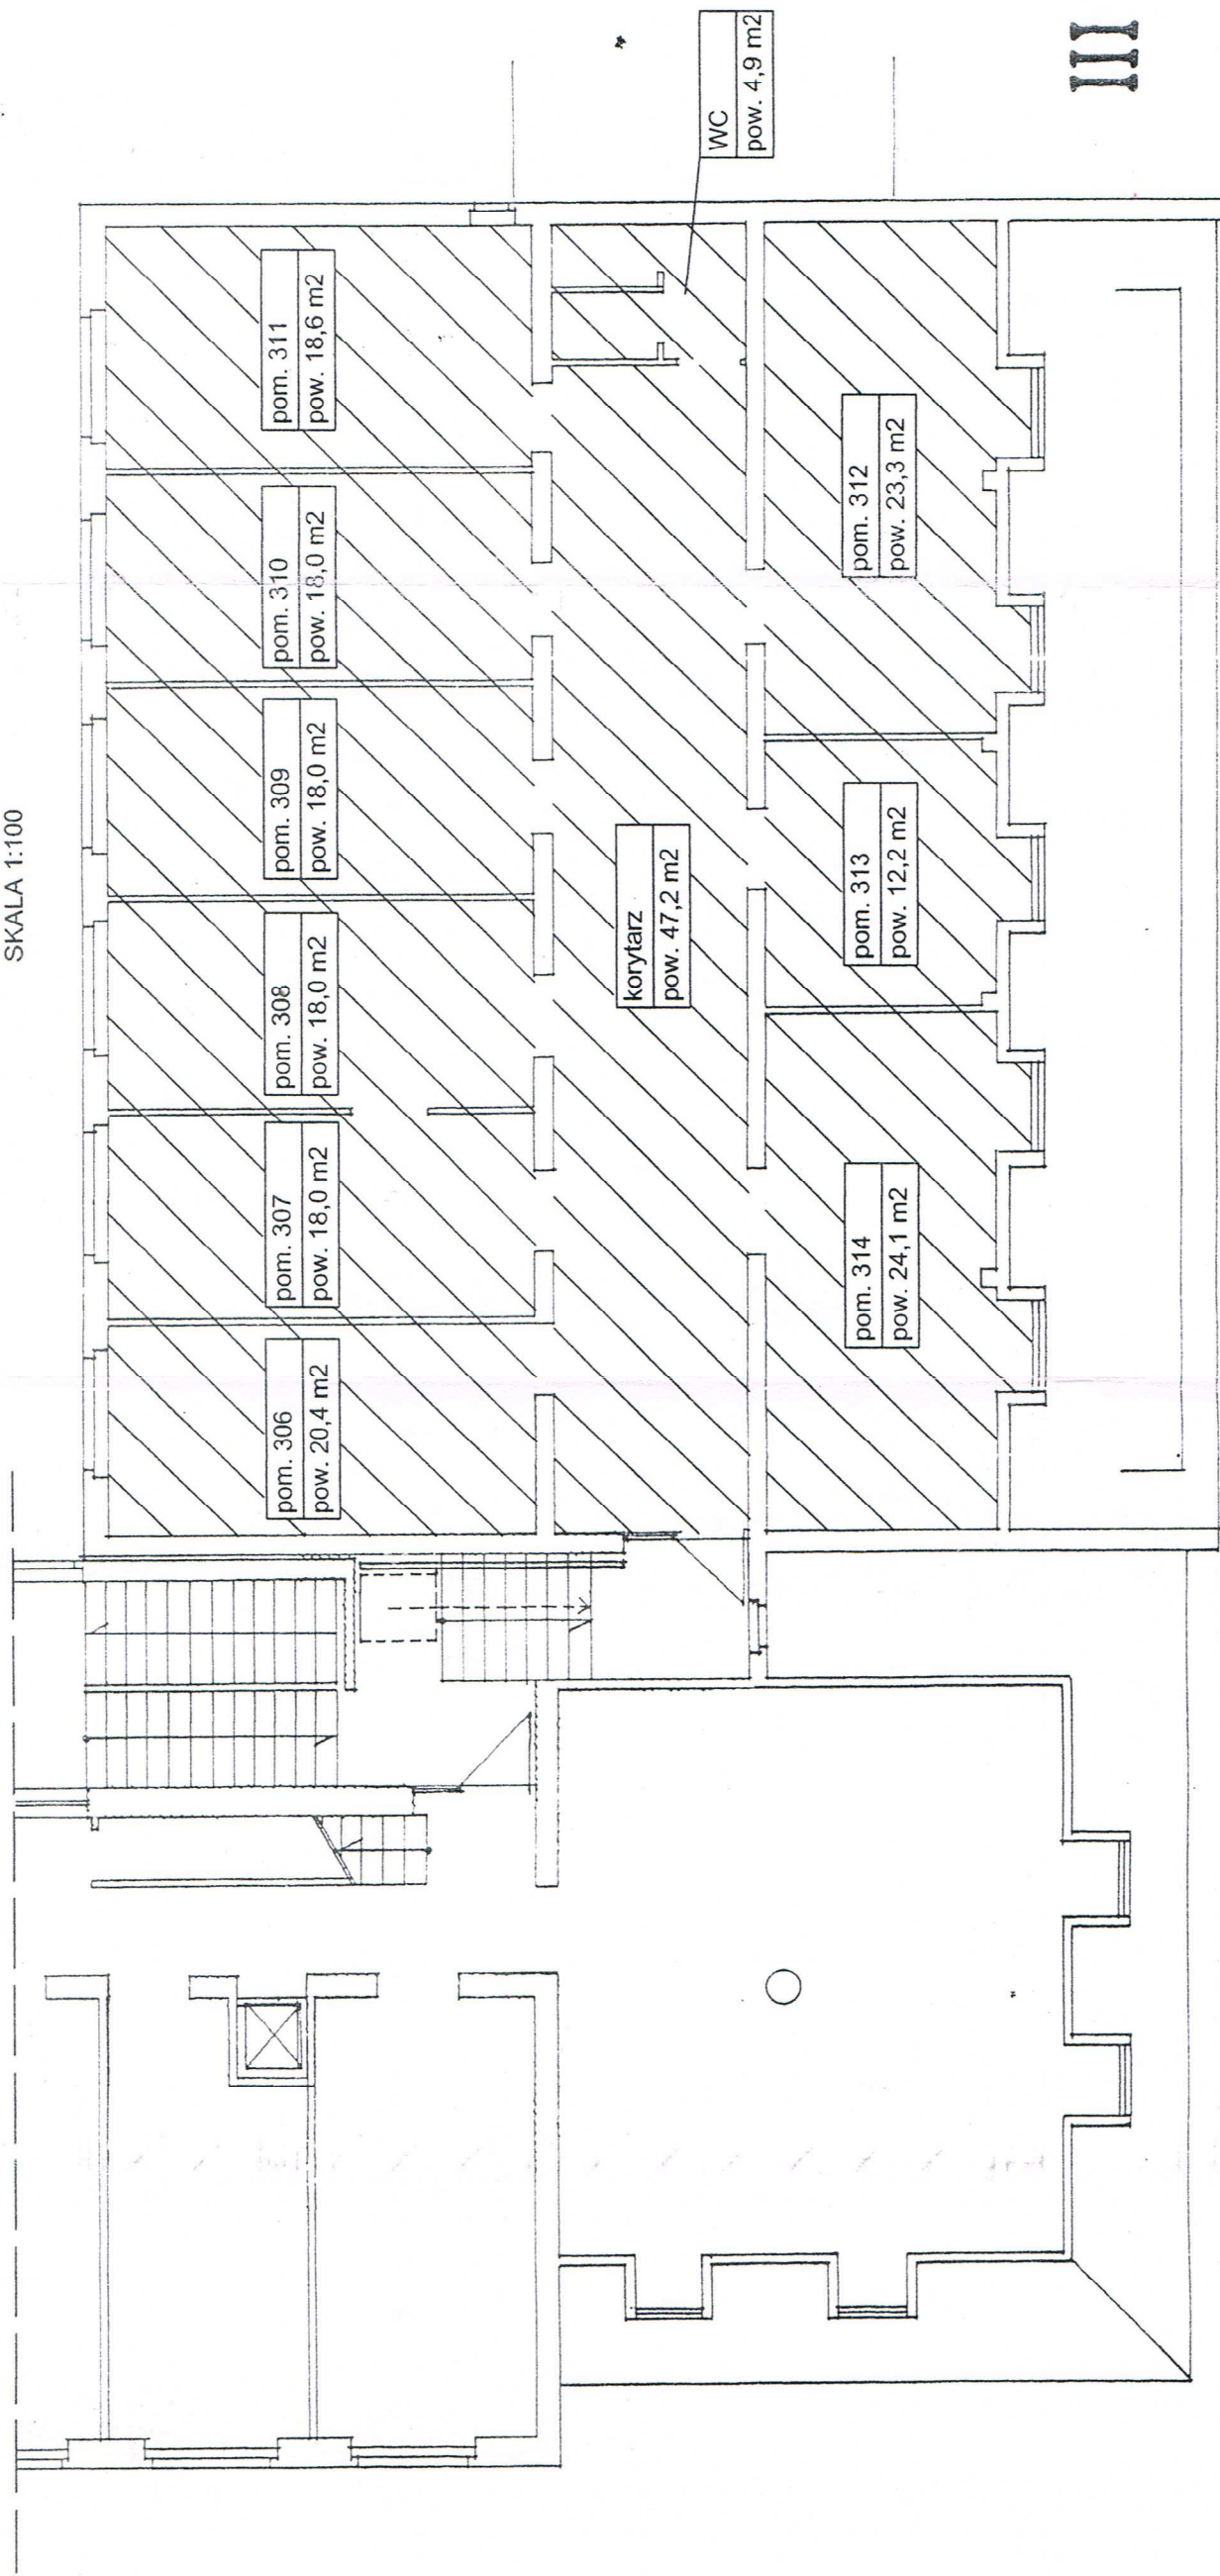 SKALA 1:100
pom. 306
pow. 20,4 m2
pom. 307
pow. 18,0 m2
pom. 308
pow. 18,0 m2
pom. 309
pow. 18,0 m2
pom. 310
pow. 18,0 m2
pom. 311
pow. 18,6 m2
korytarz
pow. 47,2 m2
WC
pow. 4,9 m2
pom. 314
pow. 24,1 m2
pom. 313
pow. 12,2 m2
pom. 312
pow. 23,3 m2
III